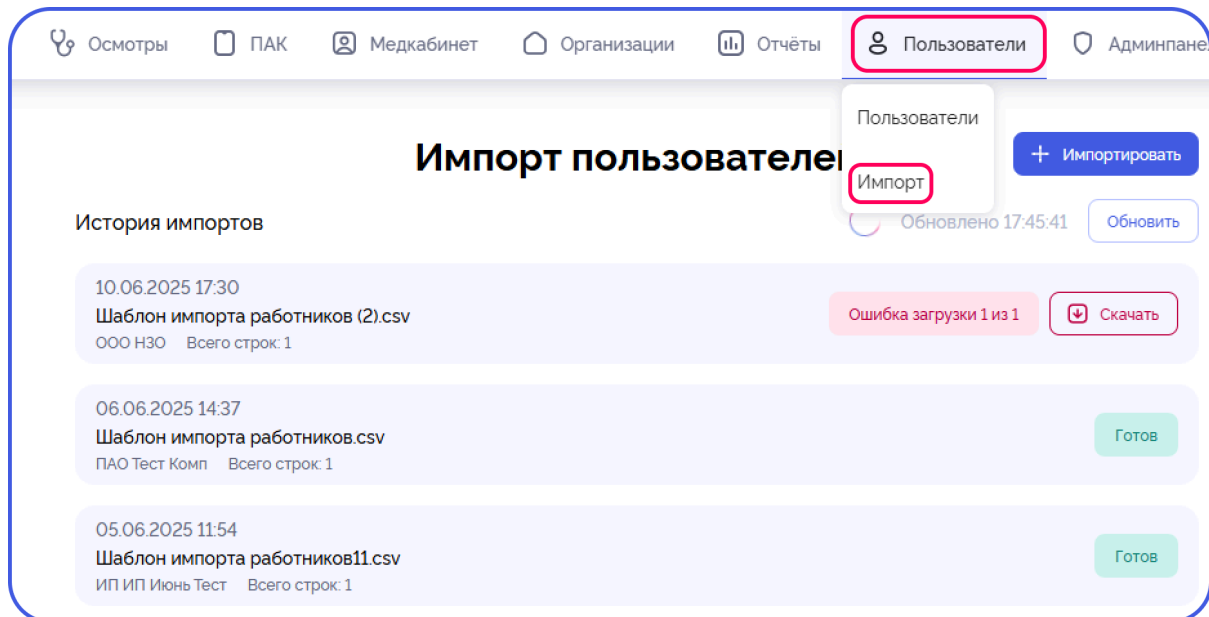 Осмотры ПАК Медкабинет Организации Отчёты Пользователи Админпане
Пользователи
Импорт
Импорт пользователе
Импортировать
История импортов
Обновлено 17:45:41 Обновить
10.06.2025 17:30
Шаблон импорта работников (2).csv
ООО НЗО Всего строк: 1
Ошибка загрузки 1 из 1 Скачать
06.06.2025 14:37
Шаблон импорта работников.csv
ПАО Тест Комп Всего строк: 1
Готов
05.06.2025 11:54
Шаблон импорта работников11.csv
ИП ИП Июнь Тест Всего строк: 1
Готов